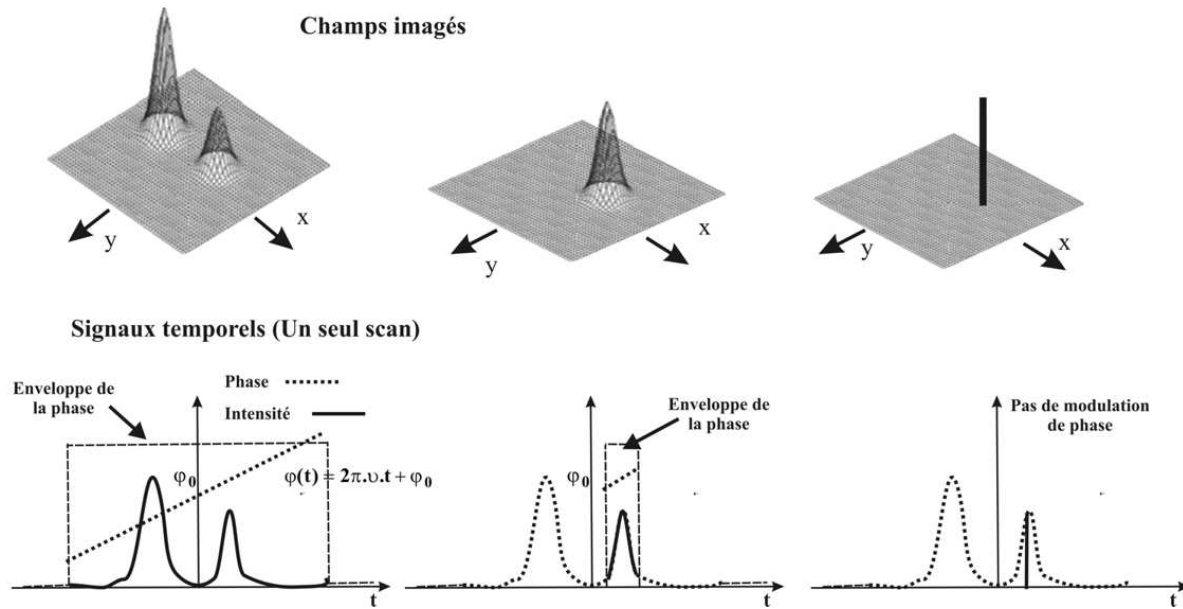 Champs imagés
y
x
y
x
y
x
Signaux temporels (Un seul scan)
Enveloppe de
la phase
Phase
Intensité
φ₀
φ(t) = 2π.υ.t + φ₀
t
Enveloppe de
la phase
φ₀
t
Pas de modulation
de phase
t